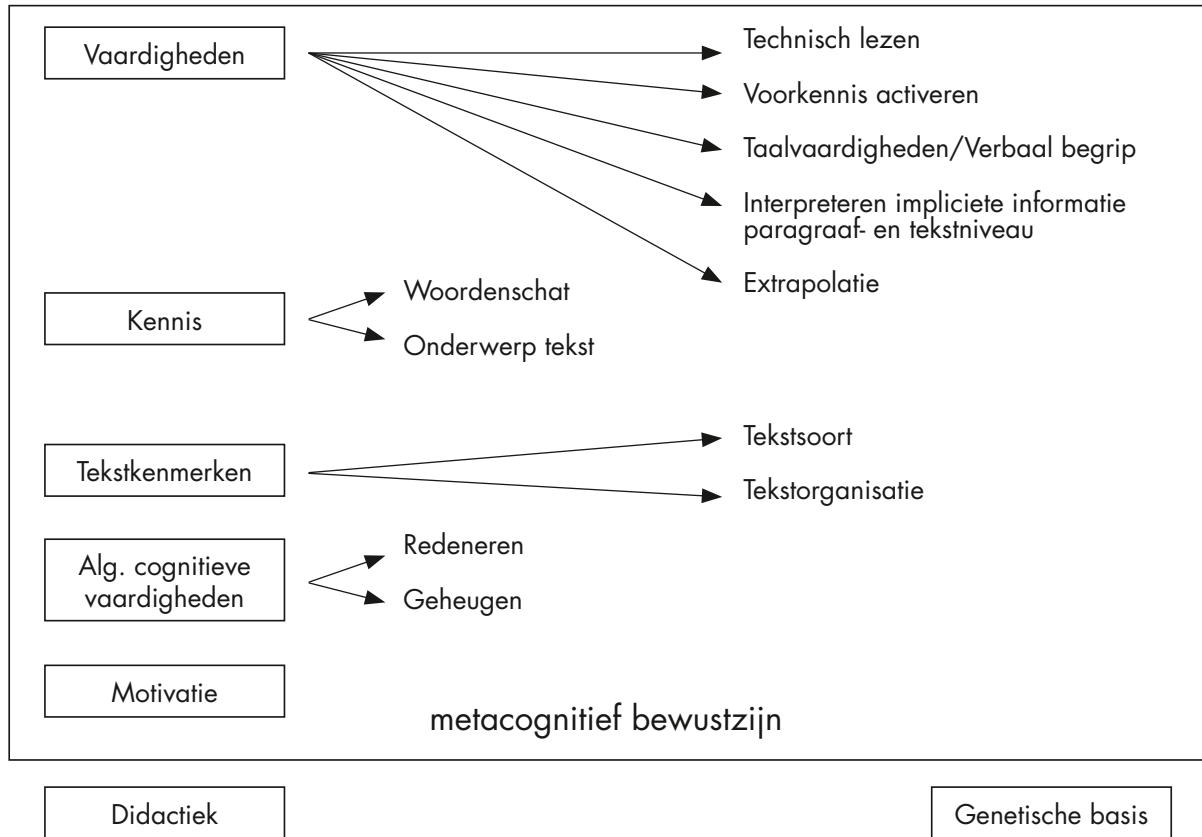 Vaardigheden
Technisch lezen
Voorkennis activeren
Taalvaardigheden/Verbaal begrip
Interpreteren impliciete informatie
paragraaf- en tekstniveau
Extrapolatie
Kennis
Woordenschat
Onderwerp tekst
Tekstkenmerken
Tekstsoort
Tekstorganisatie
Alg. cognitieve
vaardigheden
Redeneren
Geheugen
Motivatie
metacognitief bewustzijn
Didactiek
Genetische basis